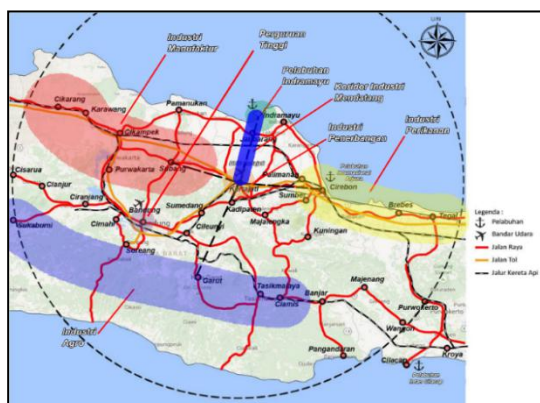 U/N
Industri
Manufaktur
Perguruan
Tinggi
Pelabuhan
Indramayu
Koridor Industri
Mendatang
Industri
Penerbangan
Industri
Perikanan
Cikarang
Karawang
Pamanukan
Indramayu
Cikampek
Purwakarta
Subang
Cisarua
Cianjur
Ciranjang
Cimahi
Bandung
Sumedang
Cileunyi
Kadipaten
Majalengka
Cirebon
Kuningan
Brebes
Tegal
Sukabumi
Soreang
Garut
Tasikmalaya
Ciamis
Banjar
Majenang
Purwokerto
Wangon
Kroya
Cilacap
Pangandaran
Industri
Agro
Legenda :
Pelabuhan
Bandar Udara
Jalan Raya
Jalan Tol
Jalur Kereta Api